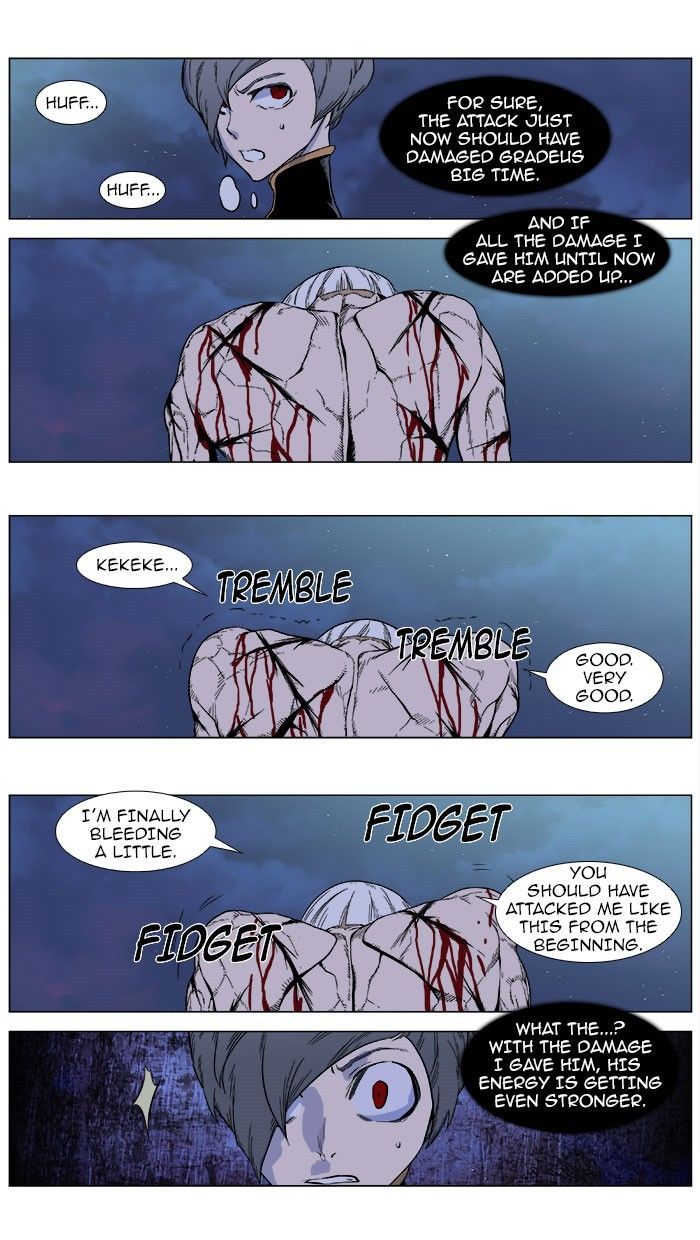 HUFF...
HUFF...
FOR SURE,
THE ATTACK JUST
NOW SHOULD HAVE
DAMAGED GRADEUS
BIG TIME.
AND IF
ALL THE DAMAGE I
GAVE HIM UNTIL NOW
ARE ADDED UP...
KEKEKE...
TREMBLE
TREMBLE
GOOD.
VERY
GOOD.
I'M FINALLY
BLEEDING
A LITTLE.
FIDGET
YOU
SHOULD HAVE
ATTACKED ME LIKE
THIS FROM THE
BEGINNING.
FIDGET
WHAT THE...?
WITH THE DAMAGE
I GAVE HIM, HIS
ENERGY IS GETTING
EVEN STRONGER.